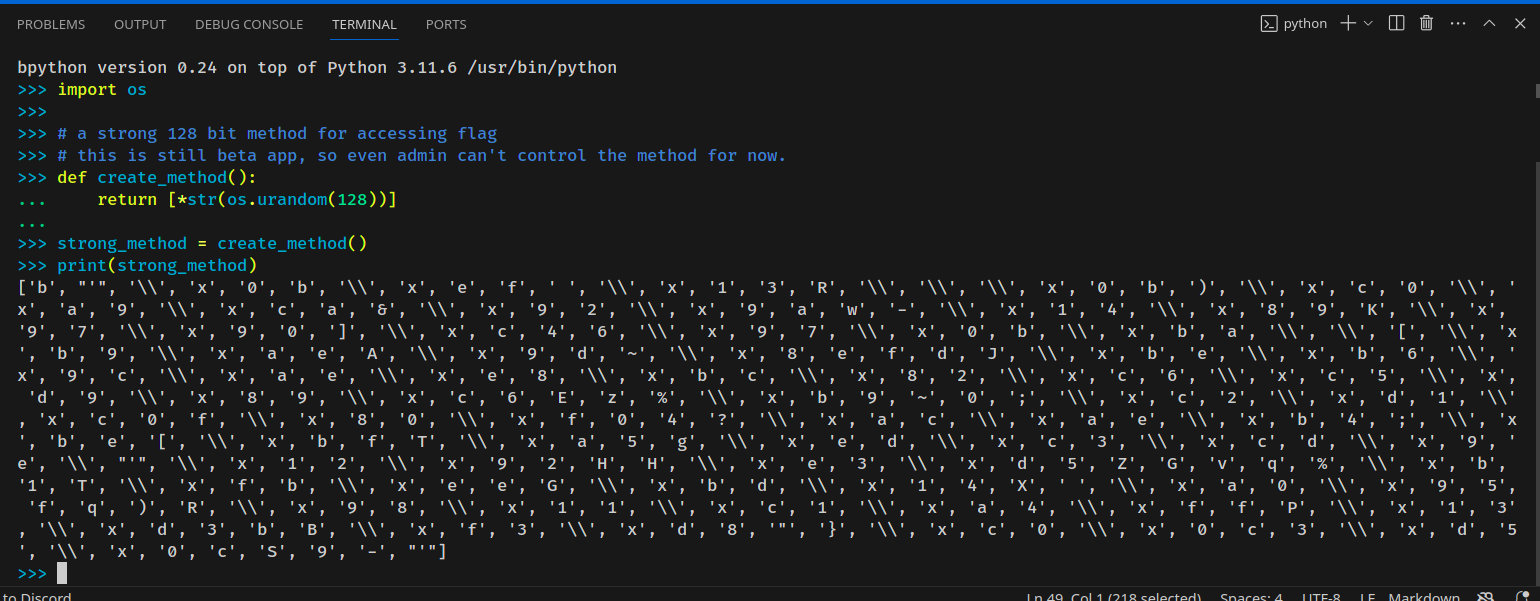 PROBLEMS OUTPUT DEBUG CONSOLE TERMINAL PORTS python
bpython version 0.24 on top of Python 3.11.6 /usr/bin/python
>>> import os
>>>
>>> # a strong 128 bit method for accessing flag
>>> # this is still beta app, so even admin can't control the method for now.
>>> def create_method():
...     return [*str(os.urandom(128))]
...
>>> strong_method = create_method()
>>> print(strong_method)
['b', "'", '\\', 'x', '0', 'b', '\\', 'x', 'e', 'f', ' ', '\\', 'x', '1', '3', 'R', '\\', '\\', '\\', 'x', '0', 'b', ')', '\\', 'x', 'c', '0', '\\', '
x', 'a', '9', '\\', 'x', 'c', 'a', '&', '\\', 'x', '9', '2', '\\', 'x', '9', 'a', 'w', '-', '\\', 'x', '1', '4', '\\', 'x', '8', '9', 'K', '\\', 'x',
'9', '7', '\\', 'x', '9', '0', ']', '\\', 'x', 'c', '4', '6', '\\', 'x', '9', '7', '\\', 'x', '0', 'b', '\\', 'x', 'b', 'a', '\\', '\\', '[', '\\', 'x
', 'b', '9', '\\', 'x', 'a', 'e', 'A', '\\', 'x', '9', 'd', '~', '\\', 'x', '8', 'e', 'f', 'd', 'J', '\\', 'x', 'b', 'e', '\\', 'x', 'b', '6', '\\', '
x', '9', 'c', '\\', 'x', 'a', 'e', '\\', 'x', 'e', '8', '\\', 'x', 'b', 'c', '\\', 'x', '8', '2', '\\', 'x', 'c', '6', '\\', 'x', 'c', '5', '\\', 'x',
'd', '9', '\\', 'x', '8', '9', '\\', 'x', 'c', '6', 'E', 'z', '%', '\\', 'x', 'b', '9', '~', '0', ';', '\\', 'x', 'c', '2', '\\', 'x', 'd', '1', '\\'
, 'x', 'c', '0', 'f', '\\', 'x', '8', '0', '\\', 'x', 'f', '0', '4', '?', '\\', 'x', 'a', 'c', '\\', 'x', 'a', 'e', '\\', 'x', 'b', '4', ';', '\\', 'x
', 'b', 'e', '[', '\\', 'x', 'b', 'f', 'T', '\\', 'x', 'a', '5', 'g', '\\', 'x', 'e', 'd', '\\', 'x', 'c', '3', '\\', 'x', 'c', 'd', '\\', 'x', '9', '
e', '\\', "'", '\\', 'x', '1', '2', '\\', 'x', '9', '2', 'H', 'H', '\\', 'x', 'e', '3', '\\', 'x', 'd', '5', 'Z', 'G', 'v', 'q', '%', '\\', 'x', 'b',
'1', 'T', '\\', 'x', 'f', 'b', '\\', 'x', 'e', 'e', 'G', '\\', 'x', 'b', 'd', '\\', 'x', '1', '4', 'X', ' ', '\\', 'x', 'a', '0', '\\', 'x', '9', '5',
'f', 'q', ')', 'R', '\\', 'x', '9', '8', '\\', 'x', '1', '1', '\\', 'x', 'c', '1', '\\', 'x', 'a', '4', '\\', 'x', 'f', 'f', 'P', '\\', 'x', '1', '3'
, '\\', 'x', 'd', '3', 'b', 'B', '\\', 'x', 'f', '3', '\\', 'x', 'd', '8', '"', '}', '\\', 'x', 'c', '0', '\\', 'x', '0', 'c', '3', '\\', 'x', 'd', '5
', '\\', 'x', '0', 'c', 'S', '9', '-', "'"]
>>>
to Discord Ln 49, Col 1 (218 selected) Spaces: 4 UTF-8 LF Markdown